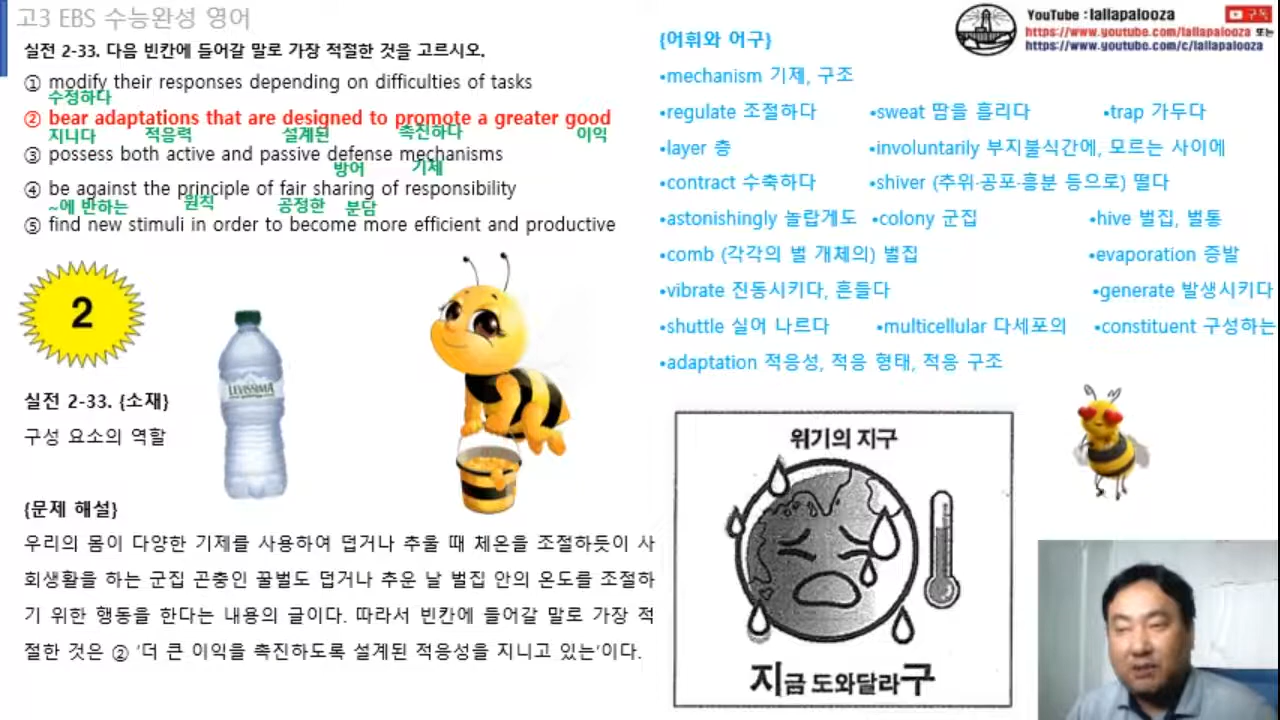 고3 EBS 수능완성 영어
실전 2-33. 다음 빈칸에 들어갈 말로 가장 적절한 것을 고르시오.
① modify their responses depending on difficulties of tasks
수정하다
② bear adaptations that are designed to promote a greater good
지니다 적응력 설계된 촉진하다 이익
③ possess both active and passive defense mechanisms
방어 기제
④ be against the principle of fair sharing of responsibility
~에 반하는 원칙 공정한 분담
⑤ find new stimuli in order to become more efficient and productive
2
LEVISSIMA
실전 2-33. {소재}
구성 요소의 역할
{문제 해설}
우리의 몸이 다양한 기제를 사용하여 덥거나 추울 때 체온을 조절하듯이 사
회생활을 하는 군집 곤충인 꿀벌도 덥거나 추운 날 벌집 안의 온도를 조절하
기 위한 행동을 한다는 내용의 글이다. 따라서 빈칸에 들어갈 말로 가장 적
절한 것은 ② ‘더 큰 이익을 촉진하도록 설계된 적응성을 지니고 있는’이다.
YouTube : lallapalooza 구독
https://www.youtube.com/lallapalooza 또는
https://www.youtube.com/c/lallapalooza
{어휘와 어구}
•mechanism 기제, 구조
•regulate 조절하다 •sweat 땀을 흘리다 •trap 가두다
•layer 층 •involuntarily 부지불식간에, 모르는 사이에
•contract 수축하다 •shiver (추위·공포·흥분 등으로) 떨다
•astonishingly 놀랍게도 •colony 군집 •hive 벌집, 벌통
•comb (각각의 벌 개체의) 벌집 •evaporation 증발
•vibrate 진동시키다, 흔들다 •generate 발생시키다
•shuttle 실어 나르다 •multicellular 다세포의 •constituent 구성하는
•adaptation 적응성, 적응 형태, 적응 구조
위기의 지구
지금 도와달라구